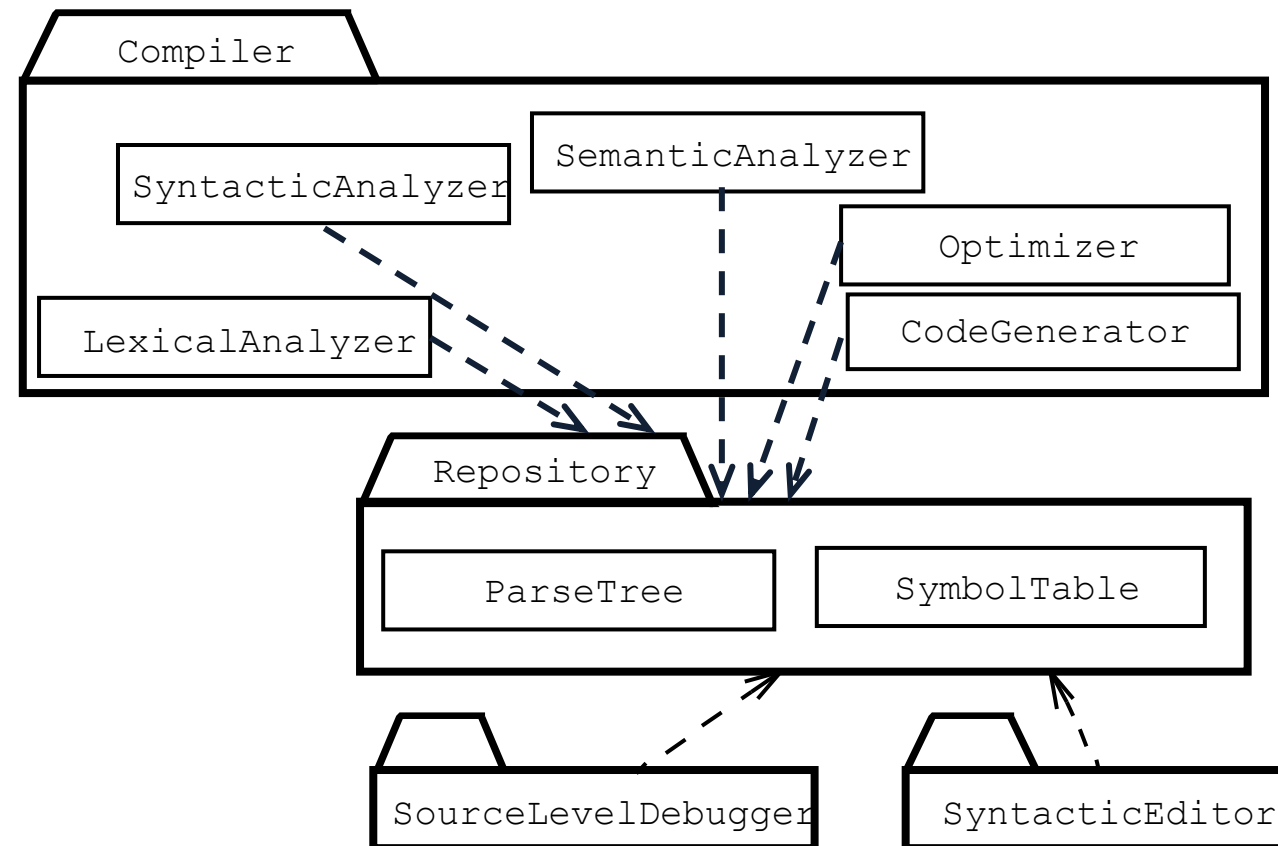 Compiler
SemanticAnalyzer
SyntacticAnalyzer
Optimizer
LexicalAnalyzer
CodeGenerator
Repository
ParseTree
SymbolTable
SourceLevelDebugger
SyntacticEditor